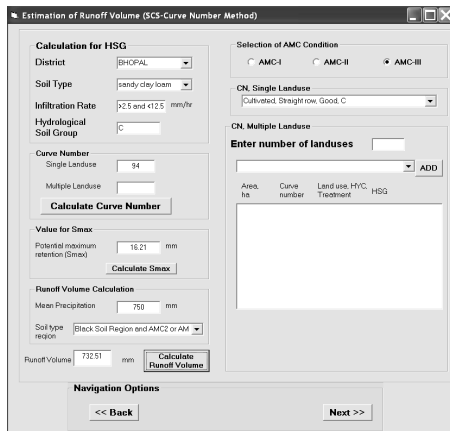 Estimation of Runoff Volume (SCS-Curve Number Method)
Calculation for HSG
District BHOPAL
Soil Type sandy clay loam
Infiltration Rate >2.5 and <12.5 mm/hr
Hydrological
Soil Group C
Curve Number
Single Landuse 94
Multiple Landuse
Calculate Curve Number
Value for Smax
Potential maximum
retention (Smax) 16.21 mm
Calculate Smax
Runoff Volume Calculation
Mean Precipitation 750 mm
Soil type
region Black Soil Region and AMC2 or AM
Runoff Volume 732.51 mm
Calculate
Runoff Volume
Selection of AMC Condition
AMC-I AMC-II AMC-III
CN, Single Landuse
Cultivated, Straight row, Good, C
CN, Multiple Landuse
Enter number of landuses
ADD
Area,
ha
Curve
number
Land use, HYC,
Treatment
HSG
Navigation Options
<< Back Next >>